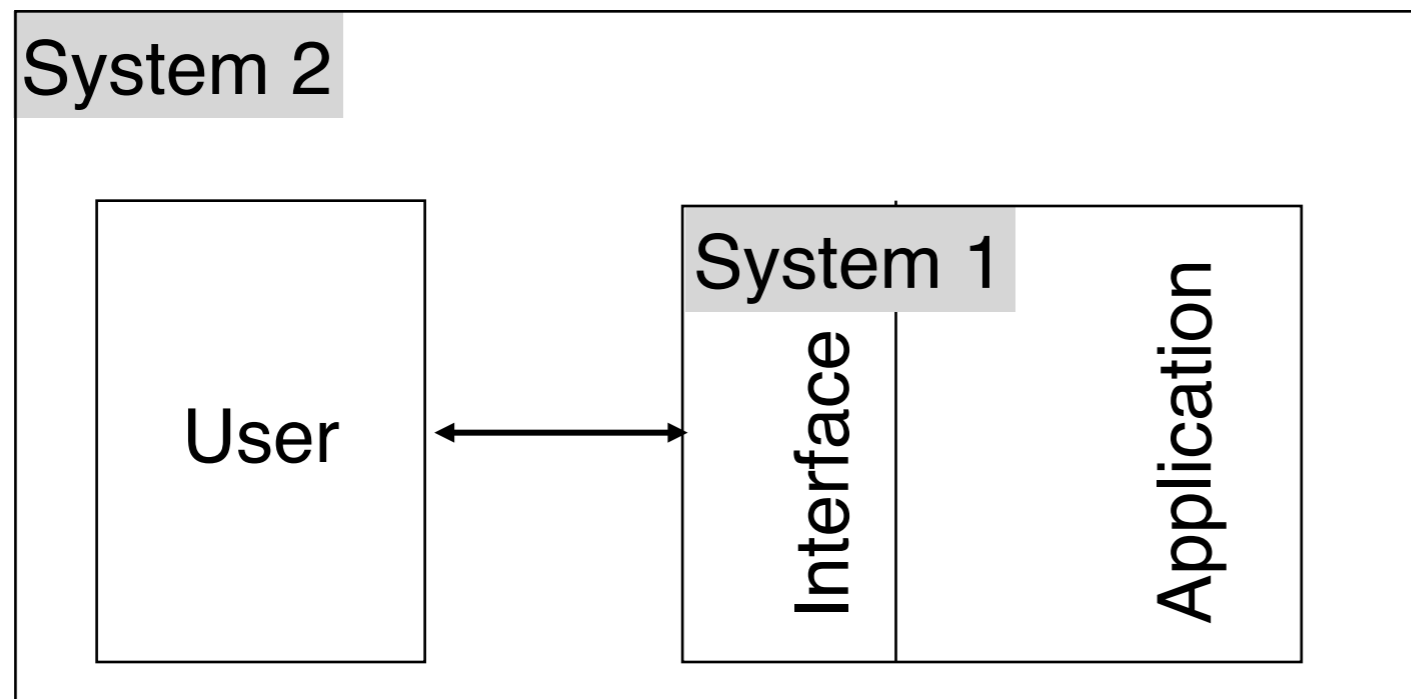 System 2
System 1
User
Interface
Application